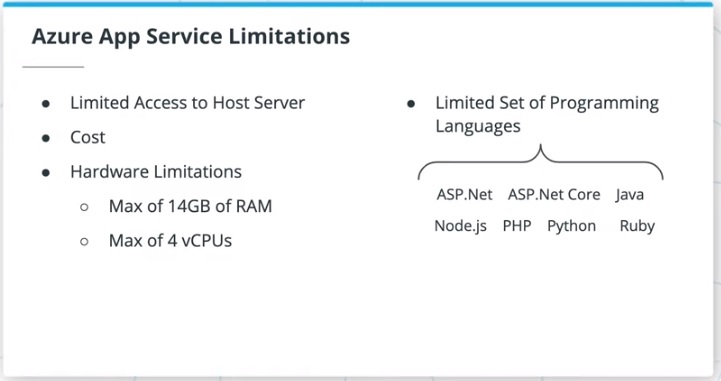 Azure App Service Limitations
● Limited Access to Host Server
● Cost
● Hardware Limitations
○ Max of 14GB of RAM
○ Max of 4 vCPUs
● Limited Set of Programming
Languages
ASP.Net ASP.Net Core Java
Node.js PHP Python Ruby